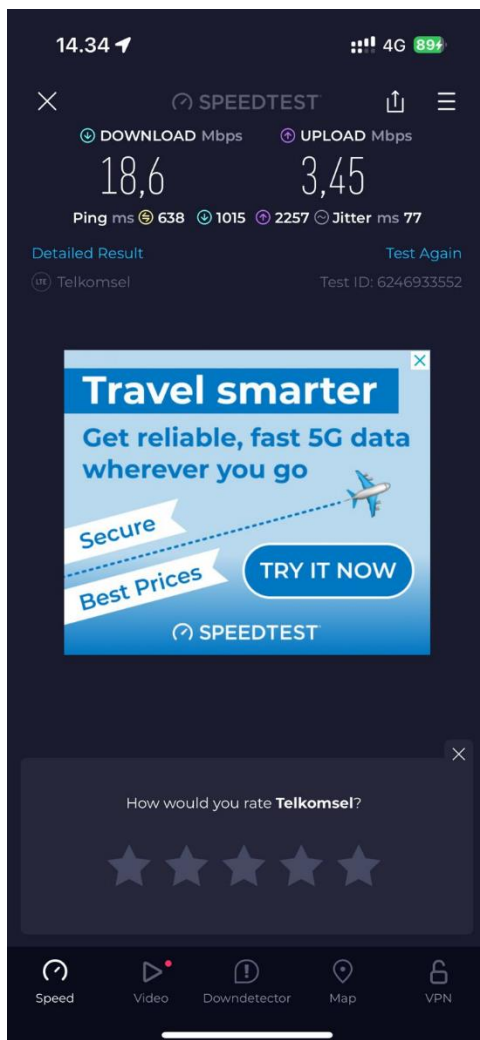 14.34 4G 89
SPEEDTEST
DOWNLOAD Mbps UPLOAD Mbps
18,6 3,45
Ping ms 638 1015 2257 Jitter ms 77
Detailed Result Test Again
LTE Telkomsel Test ID: 6246933552
Travel smarter
Get reliable, fast 5G data
wherever you go
Secure
Best Prices
TRY IT NOW
SPEEDTEST
How would you rate Telkomsel?
Speed Video Downdetector Map VPN